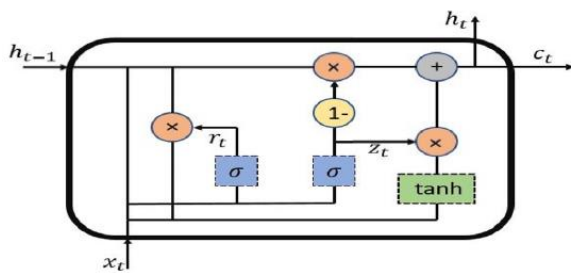 h_t
h_{t-1}
×
+
c_t
1-
×
r_t
z_t
×
σ
σ
tanh
x_t